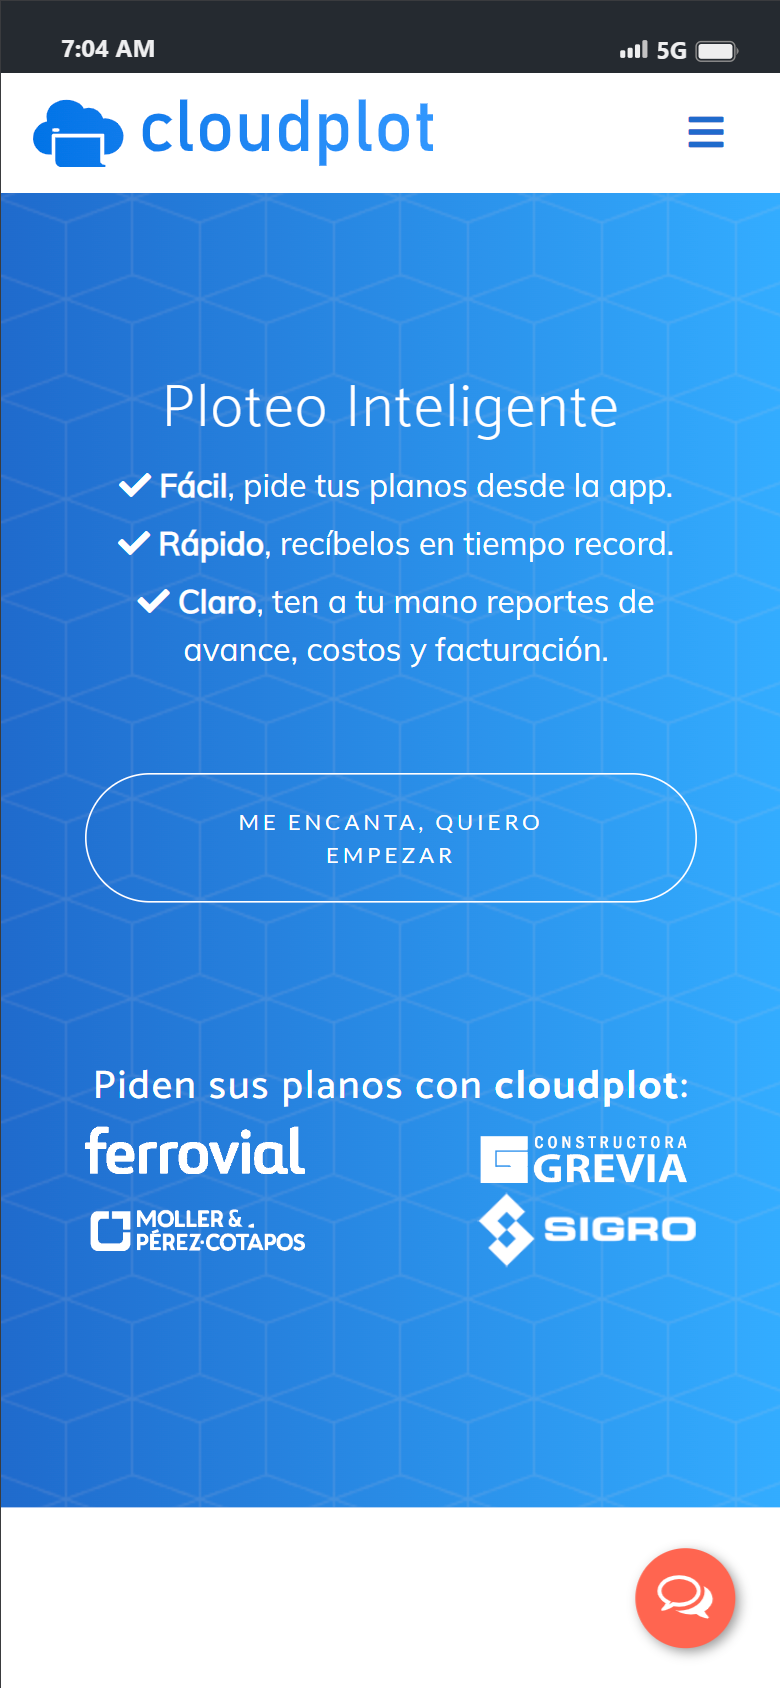 7:04 AM
5G
cloudplot
Ploteo Inteligente
Fácil, pide tus planos desde la app.
Rápido, recíbelos en tiempo record.
Claro, ten a tu mano reportes de
avance, costos y facturación.
ME ENCANTA, QUIERO
EMPEZAR
Piden sus planos con cloudplot:
ferrovial
CONSTRUCTORA
GREVIA
MOLLER &
PÉREZ·COTAPOS
SIGRO